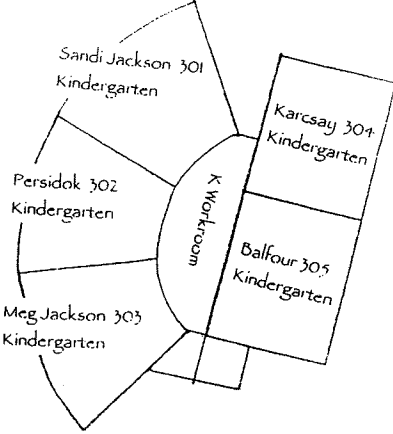 Sandi Jackson 301
Kindergarten
Karcsay 304
Kindergarten
Persidok 302
Kindergarten
K Workroom
Balfour 305
Kindergarten
Meg Jackson 303
Kindergarten